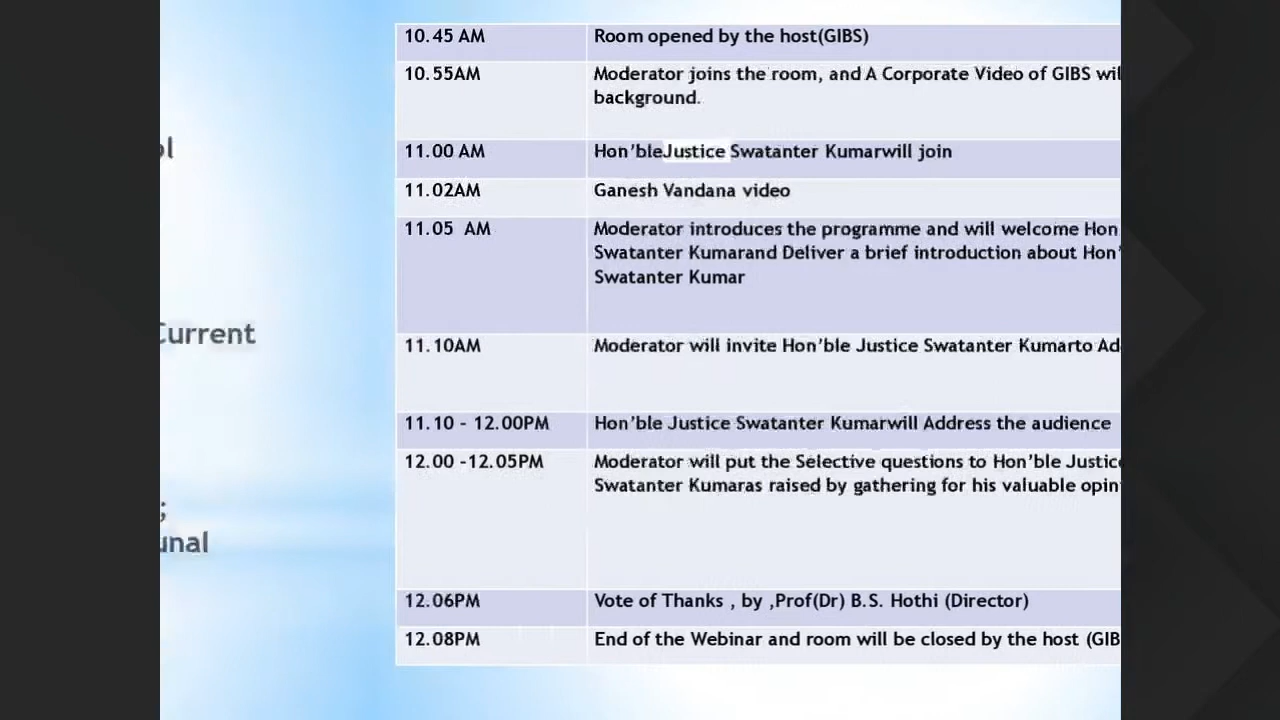 10.45 AM Room opened by the host(GIBS)
10.55AM Moderator joins the room, and A Corporate Video of GIBS
background.
11.00 AM Hon'bleJustice Swatanter Kumarwill join
11.02AM Ganesh Vandana video
11.05 AM Moderator introduces the programme and will welcome Hon
Swatanter Kumarand Deliver a brief introduction about Hon'
Swatanter Kumar
Current
11.10AM Moderator will invite Hon'ble Justice Swatanter Kumarto
11.10 - 12.00PM Hon'ble Justice Swatanter Kumarwill Address the audience
12.00 -12.05PM Moderator will put the Selective questions to Hon'ble
Swatanter Kumaras raised by gathering for his valuable
12.06PM Vote of Thanks , by ,Prof(Dr) B.S. Hothi (Director)
12.08PM End of the Webinar and room will be closed by the host